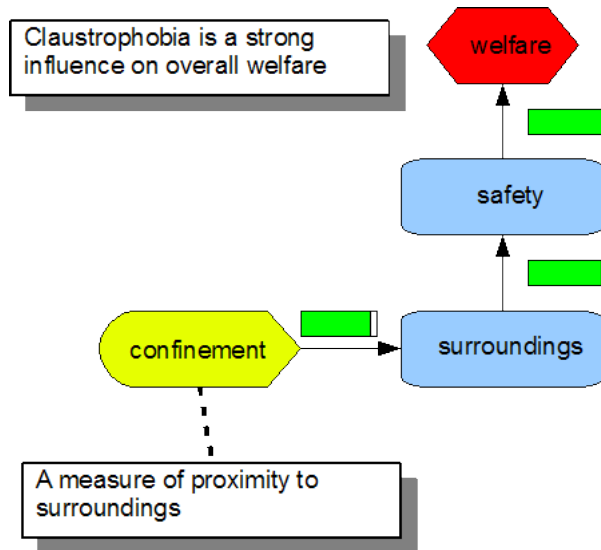 Claustrophobia is a strong
influence on overall welfare
welfare
safety
surroundings
confinement
A measure of proximity to
surroundings